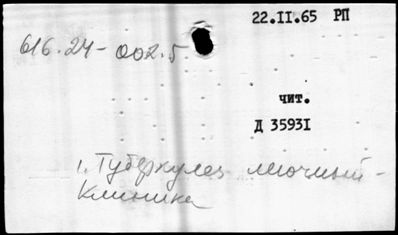 22.II.65 РП
616.24-002.5
чит.
Д 35931
1. Туберкулез легочный -
клиника